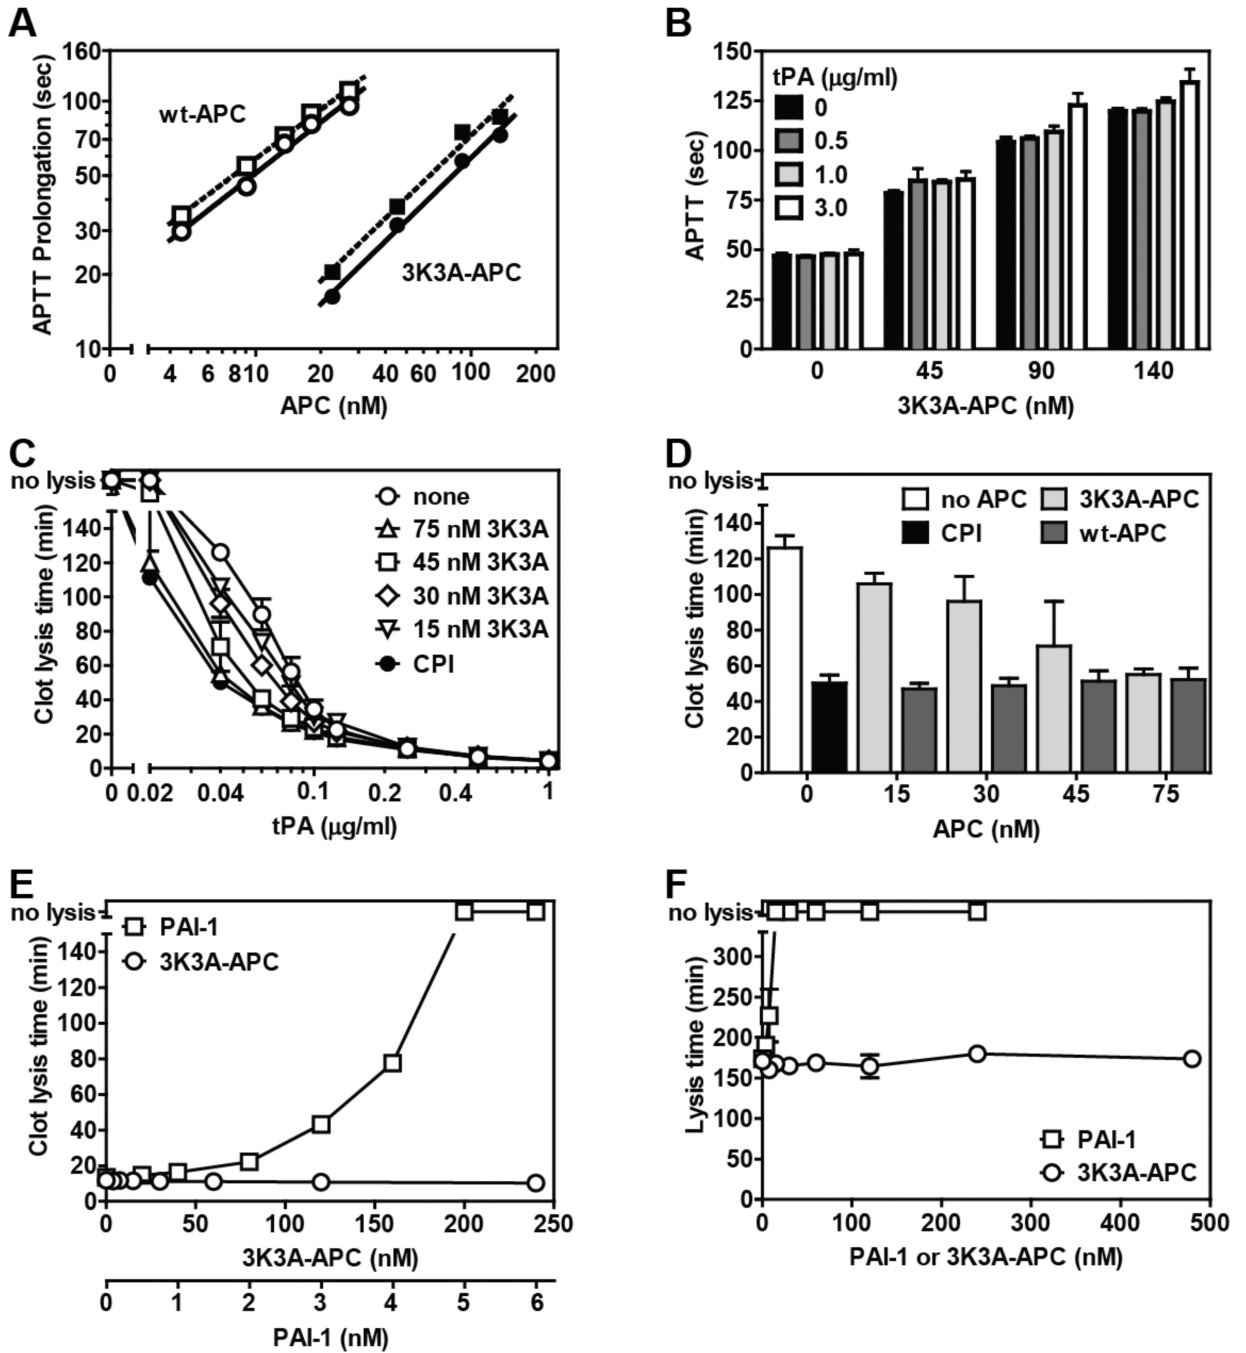 A
160
100
70
50
30
20
10
APTT Prolongation (sec)
wt-APC
3K3A-APC
0 4 6 8 10 20 40 60 100 200
APC (nM)
B
150
125
100
75
50
25
0
APTT (sec)
tPA (μg/ml)
0
0.5
1.0
3.0
0 45 90 140
3K3A-APC (nM)
C
no lysis
140
120
100
80
60
40
20
0
Clot lysis time (min)
none
75 nM 3K3A
45 nM 3K3A
30 nM 3K3A
15 nM 3K3A
CPI
0 0.02 0.04 0.1 0.2 0.4 1
tPA (μg/ml)
D
no lysis
140
120
100
80
60
40
20
0
Clot lysis time (min)
no APC 3K3A-APC
CPI wt-APC
0 15 30 45 75
APC (nM)
E
no lysis
140
120
100
80
60
40
20
0
Clot lysis time (min)
PAI-1
3K3A-APC
0 50 100 150 200 250
3K3A-APC (nM)
0 1 2 3 4 5 6
PAI-1 (nM)
F
no lysis
300
250
200
150
100
50
0
Lysis time (min)
PAI-1
3K3A-APC
0 100 200 300 400 500
PAI-1 or 3K3A-APC (nM)